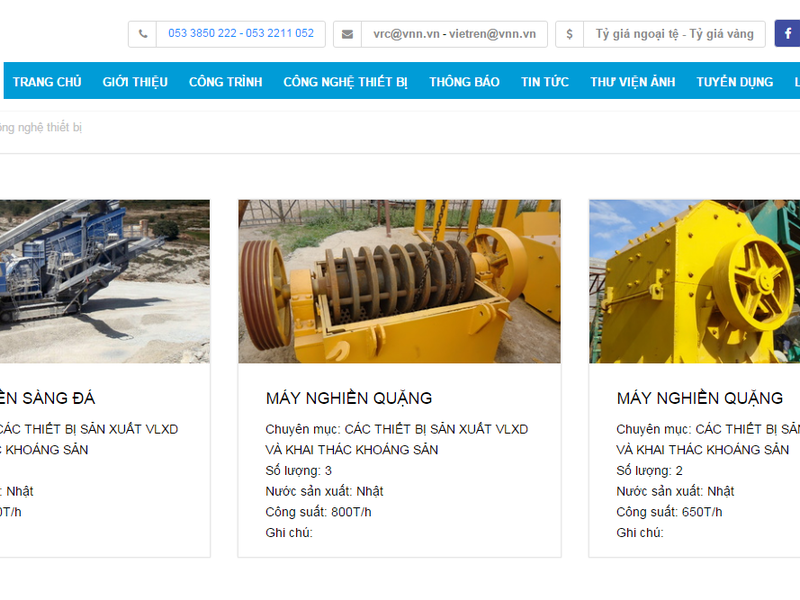 053 3850 222 - 053 2211 052
vrc@vnn.vn - vietren@vnn.vn
$
Tỷ giá ngoại tệ - Tỷ giá vàng
f
TRANG CHỦ GIỚI THIỆU CÔNG TRÌNH CÔNG NGHỆ THIẾT BỊ THÔNG BÁO TIN TỨC THƯ VIỆN ẢNH TUYỂN DỤNG
nghệ thiết bị
SÀNG ĐÁ
CÁC THIẾT BỊ SẢN XUẤT VLXD
KHOÁNG SẢN
: Nhật
0T/h
MÁY NGHIỀN QUẶNG
Chuyên mục: CÁC THIẾT BỊ SẢN XUẤT VLXD
VÀ KHAI THÁC KHOÁNG SẢN
Số lượng: 3
Nước sản xuất: Nhật
Công suất: 800T/h
Ghi chú:
MÁY NGHIỀN QUẶNG
Chuyên mục: CÁC THIẾT BỊ SẢN
VÀ KHAI THÁC KHOÁNG SẢN
Số lượng: 2
Nước sản xuất: Nhật
Công suất: 650T/h
Ghi chú: